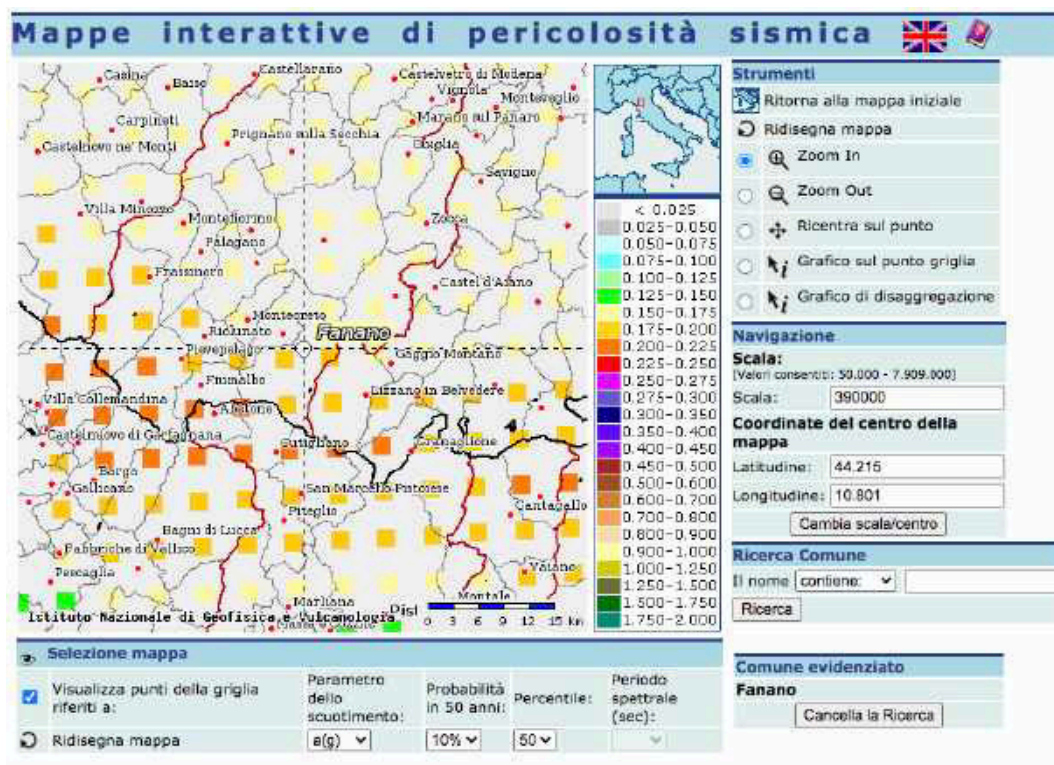 Mappe interattive di pericolosità sismica
Casina
Baiso
Castellarano
Castelvetro di Modena
Vignola
Monteveglio
Carpineti
Marano sul Panaro
Prignano sulla Secchia
Castelnovo ne' Monti
Guiglia
Savigno
Villa Minozzo
Montefiorino
Zocca
Palagano
Frassinoro
Castel d'Aiano
Montecreto
Riolunato
Fanano
Pievepelago
Gaggio Montano
Fiumalbo
Lizzano in Belvedere
Villa Collemandina
Abetone
Castelnuovo di Garfagnana
Cutigliano
Granaglione
Borgo
Gallicano
San Marcello Pistoiese
Piteglio
Cantagallo
Bagni di Lucca
Fabbriche di Vallico
Vaiano
Pescaglia
Montale
Marliana
Pist
Istituto Nazionale di Geofisica e Vulcanologia
0 3 6 9 12 15 km
< 0.025
0.025-0.050
0.050-0.075
0.075-0.100
0.100-0.125
0.125-0.150
0.150-0.175
0.175-0.200
0.200-0.225
0.225-0.250
0.250-0.275
0.275-0.300
0.300-0.350
0.350-0.400
0.400-0.450
0.450-0.500
0.500-0.600
0.600-0.700
0.700-0.800
0.800-0.900
0.900-1.000
1.000-1.250
1.250-1.500
1.500-1.750
1.750-2.000
Strumenti
Ritorna alla mappa iniziale
Ridisegna mappa
Zoom In
Zoom Out
Ricentra sul punto
Grafico sul punto griglia
Grafico di disaggregazione
Navigazione
Scala:
[Valori consentiti: 50.000 - 7.909.000]
Scala: 390000
Coordinate del centro della
mappa
Latitudine: 44.215
Longitudine: 10.801
Cambia scala/centro
Ricerca Comune
Il nome contiene:
Ricerca
Comune evidenziato
Fanano
Cancella la Ricerca
Selezione mappa
Visualizza punti della griglia
riferiti a:
Parametro
dello
scuotimento:
Probabilità
in 50 anni:
Percentile:
Periodo
spettrale
(sec):
Ridisegna mappa
a(g)
10%
50